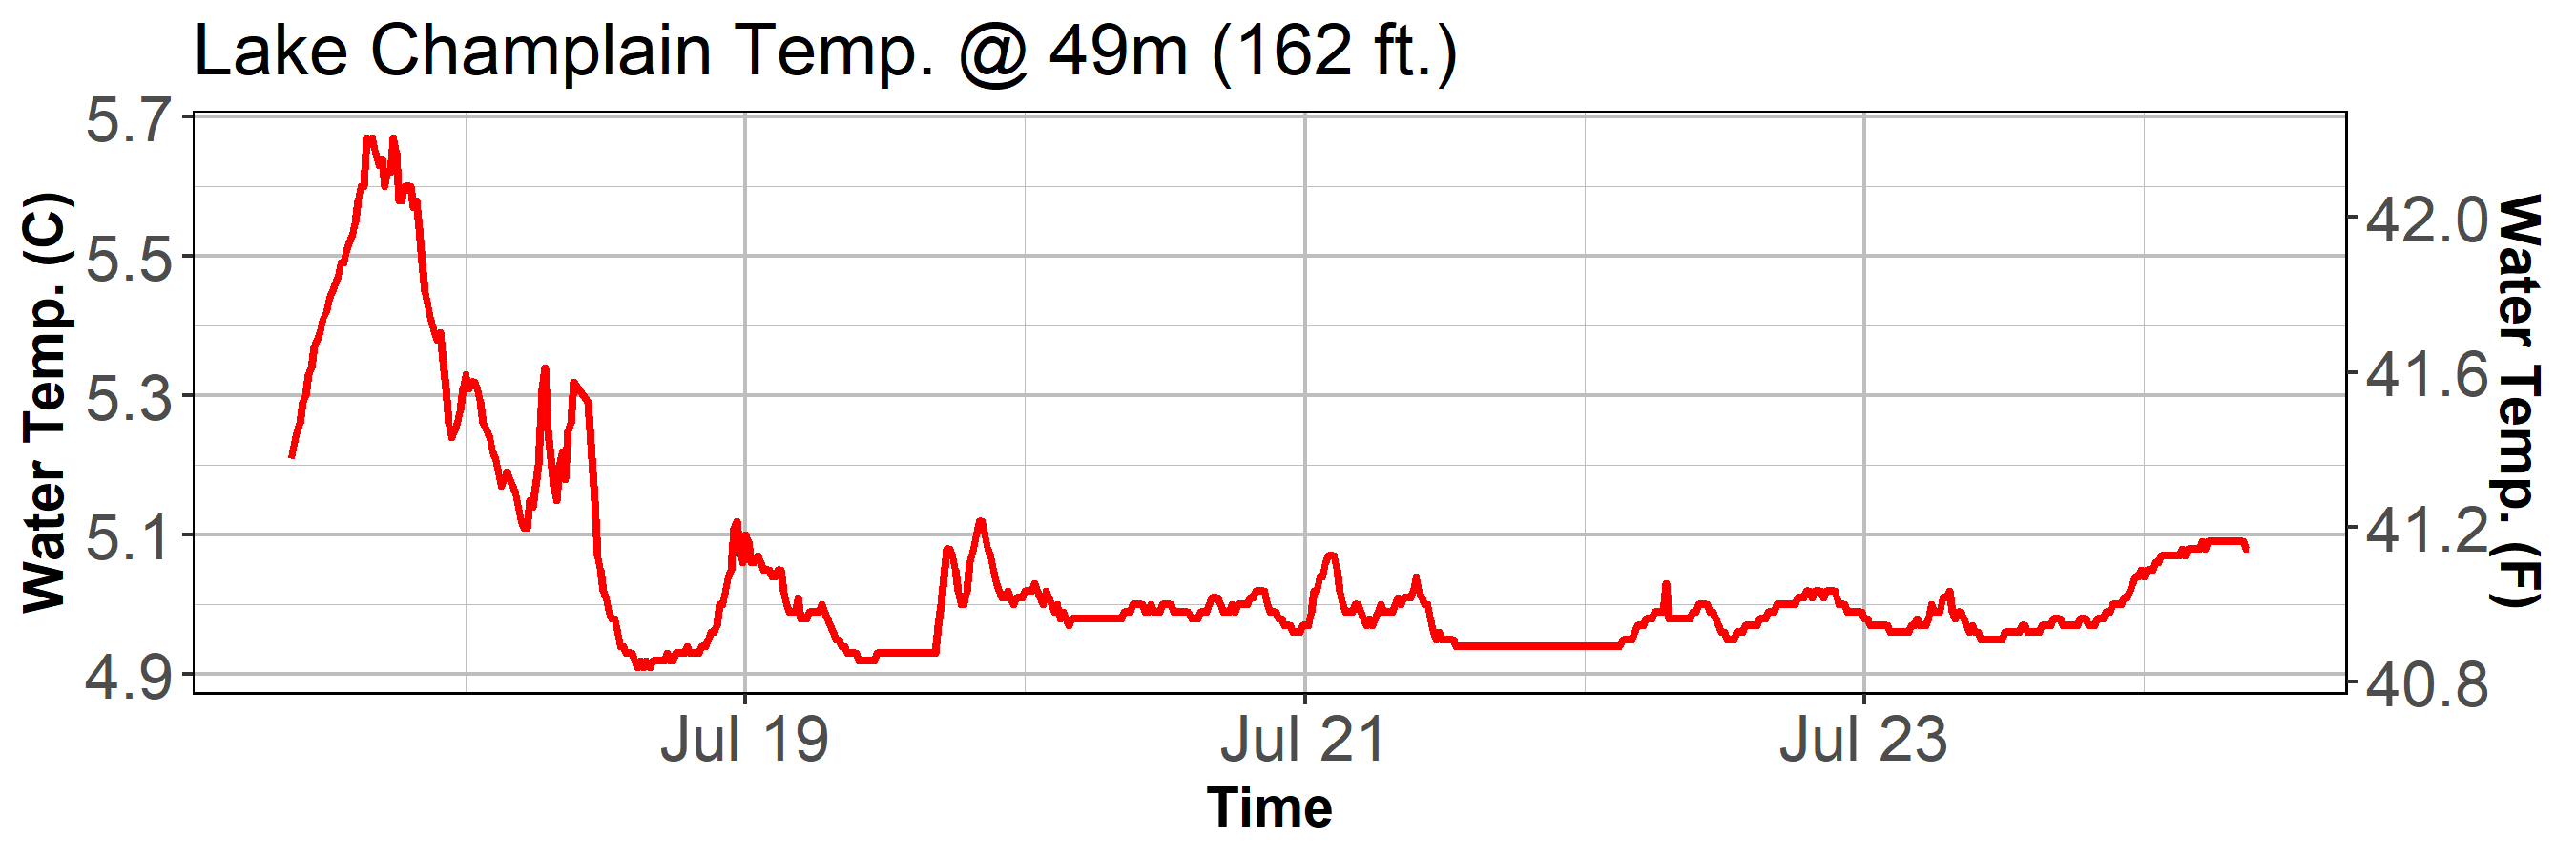 Lake Champlain Temp. @ 49m (162 ft.)
Water Temp. (C)
5.7
5.5
5.3
5.1
4.9
42.0
41.6
41.2
40.8
Water Temp. (F)
Jul 19
Jul 21
Jul 23
Time